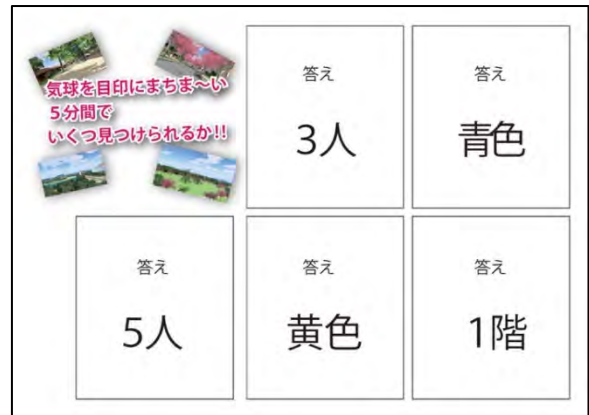 気球を目印にまちま～い
5分間で
いくつ見つけられるか!!
答え
3人
答え
青色
答え
5人
答え
黄色
答え
1階